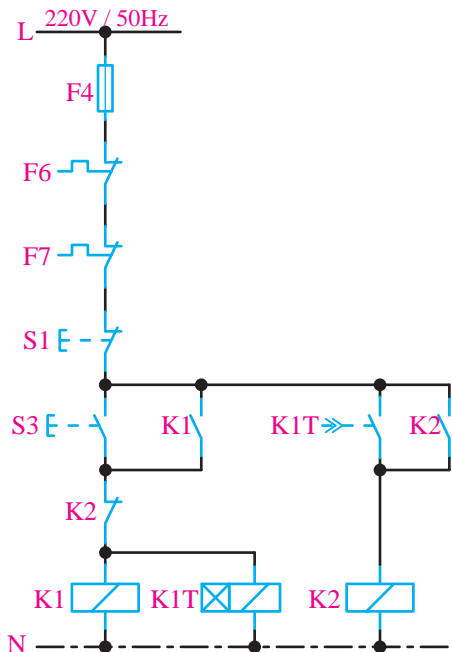 220V / 50Hz
L
F4
F6
F7
S1
S3 K1 K1T K2
K2
K1 K1T K2
N